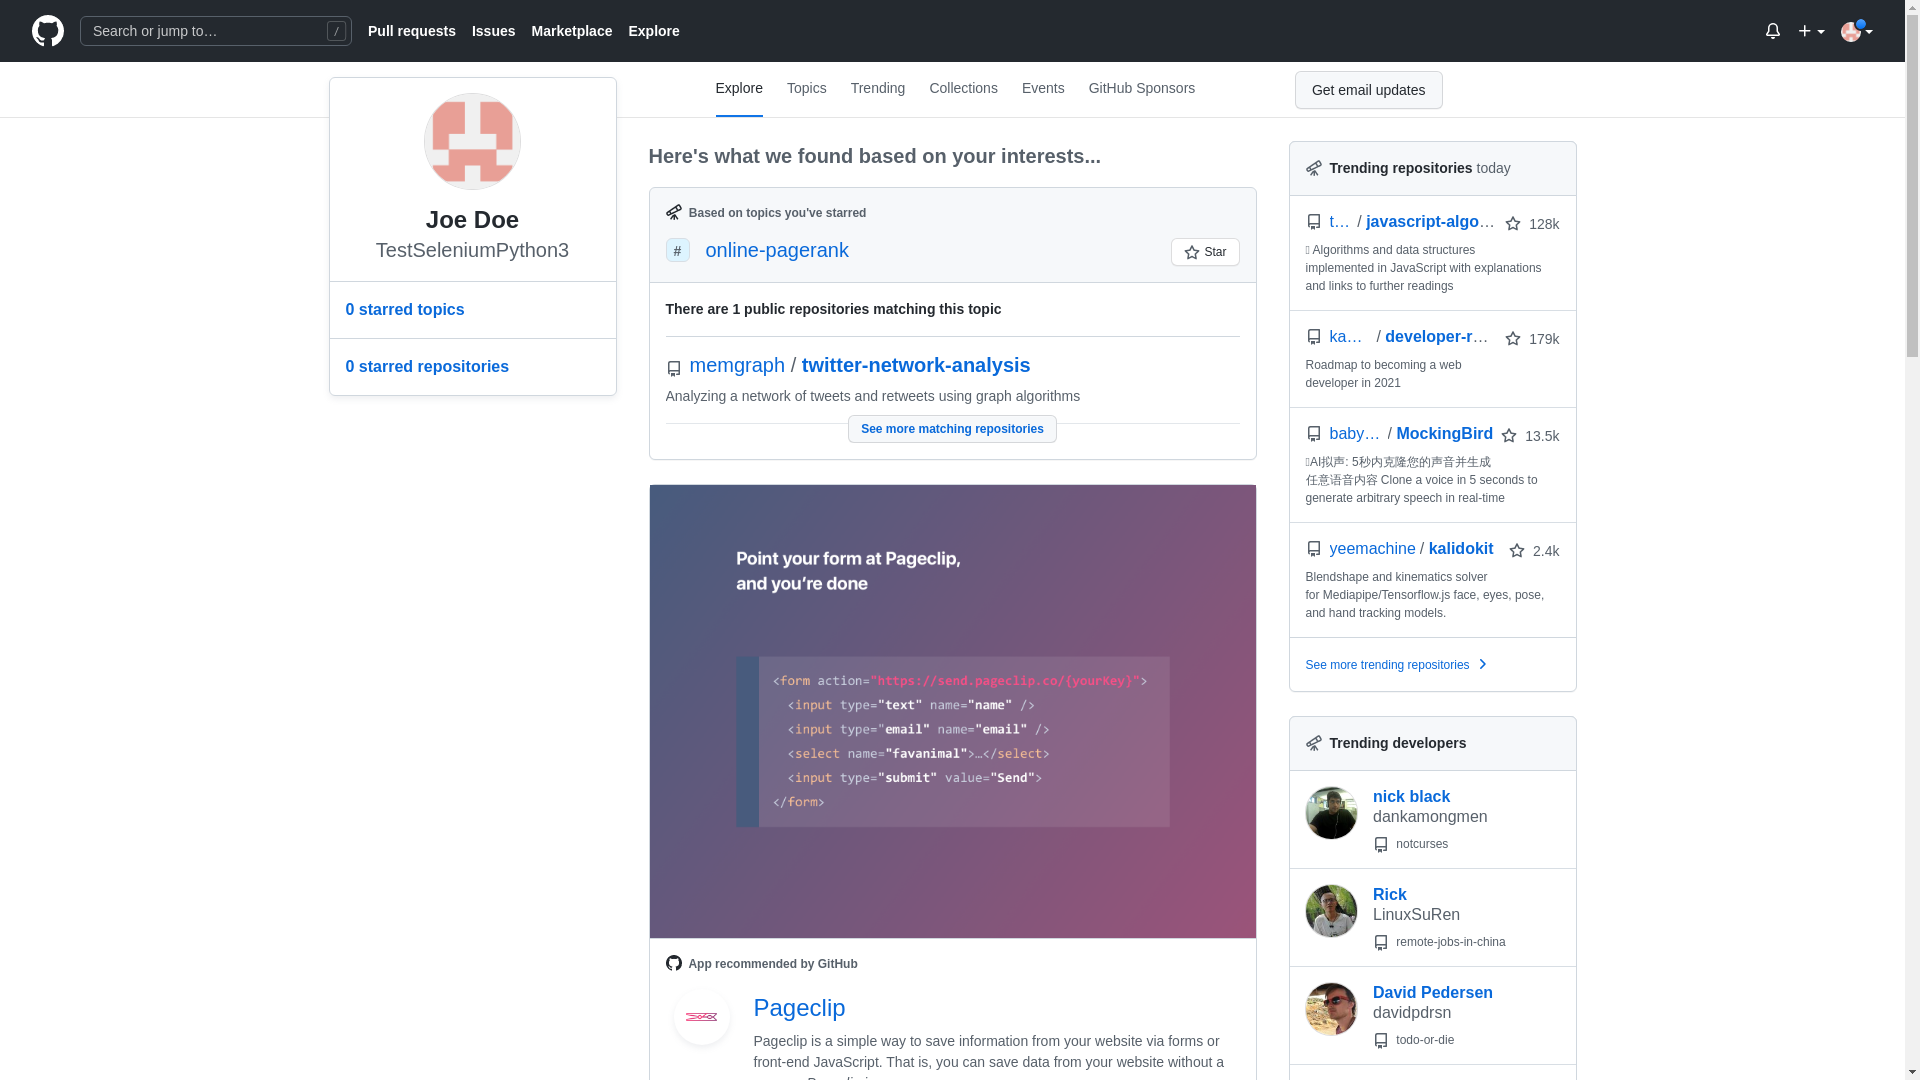 Search or jump to…
/
Pull requests
Issues
Marketplace
Explore
Explore
Topics
Trending
Collections
Events
GitHub Sponsors
Get email updates
Joe Doe
TestSeleniumPython3
0 starred topics
0 starred repositories
Here's what we found based on your interests...
Based on topics you've starred
# online-pagerank
Star
There are 1 public repositories matching this topic
memgraph / twitter-network-analysis
Analyzing a network of tweets and retweets using graph algorithms
See more matching repositories
Point your form at Pageclip,
and you're done
<form action="https://send.pageclip.co/{yourKey}">
<input type="text" name="name" />
<input type="email" name="email" />
<select name="favanimal">…</select>
<input type="submit" value="Send">
</form>
App recommended by GitHub
Pageclip
Pageclip is a simple way to save information from your website via forms or
front-end JavaScript. That is, you can save data from your website without a
Trending repositories today
t… / javascript-algo…
128k
Algorithms and data structures
implemented in JavaScript with explanations
and links to further readings
ka… / developer-r…
179k
Roadmap to becoming a web
developer in 2021
baby… / MockingBird
13.5k
AI拟声: 5秒内克隆您的声音并生成
任意语音内容 Clone a voice in 5 seconds to
generate arbitrary speech in real-time
yeemachine / kalidokit
2.4k
Blendshape and kinematics solver
for Mediapipe/Tensorflow.js face, eyes, pose,
and hand tracking models.
See more trending repositories
Trending developers
nick black
dankamongmen
notcurses
Rick
LinuxSuRen
remote-jobs-in-china
David Pedersen
davidpdrsn
todo-or-die